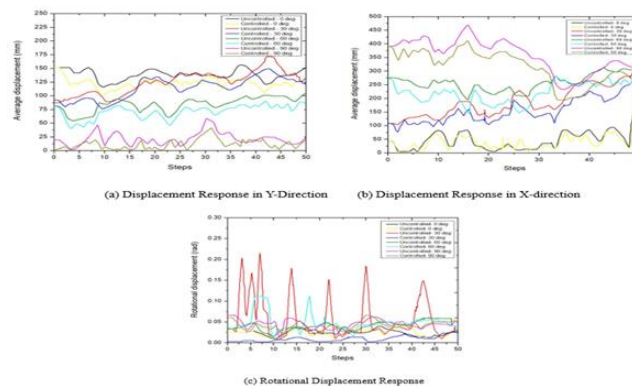 250
225
200
175
150
125
100
75
50
25
0
Average displacement (mm)
Uncontrolled - 0 deg
Controlled - 0 deg
Uncontrolled - 30 deg
Controlled - 30 deg
Uncontrolled - 60 deg
Controlled - 60 deg
Uncontrolled - 90 deg
Controlled - 90 deg
0 5 10 15 20 25 30 35 40 45 50
Steps
(a) Displacement Response in Y-Direction
500
450
400
350
300
250
200
150
100
50
0
Average displacement (mm)
0 10 20 30 40
Steps
(b) Displacement Response in X-direction
0.30
0.25
0.20
0.15
0.10
0.05
0.00
Rotational displacement (rad)
Uncontrolled- 0 deg
Controlled- 0 deg
Uncontrolled- 30 deg
Controlled- 30 deg
Uncontrolled- 60 deg
Controlled- 60 deg
Uncontrolled- 90 deg
Controlled- 90 deg
0 5 10 15 20 25 30 35 40 45 50
Steps
(c) Rotational Displacement Response